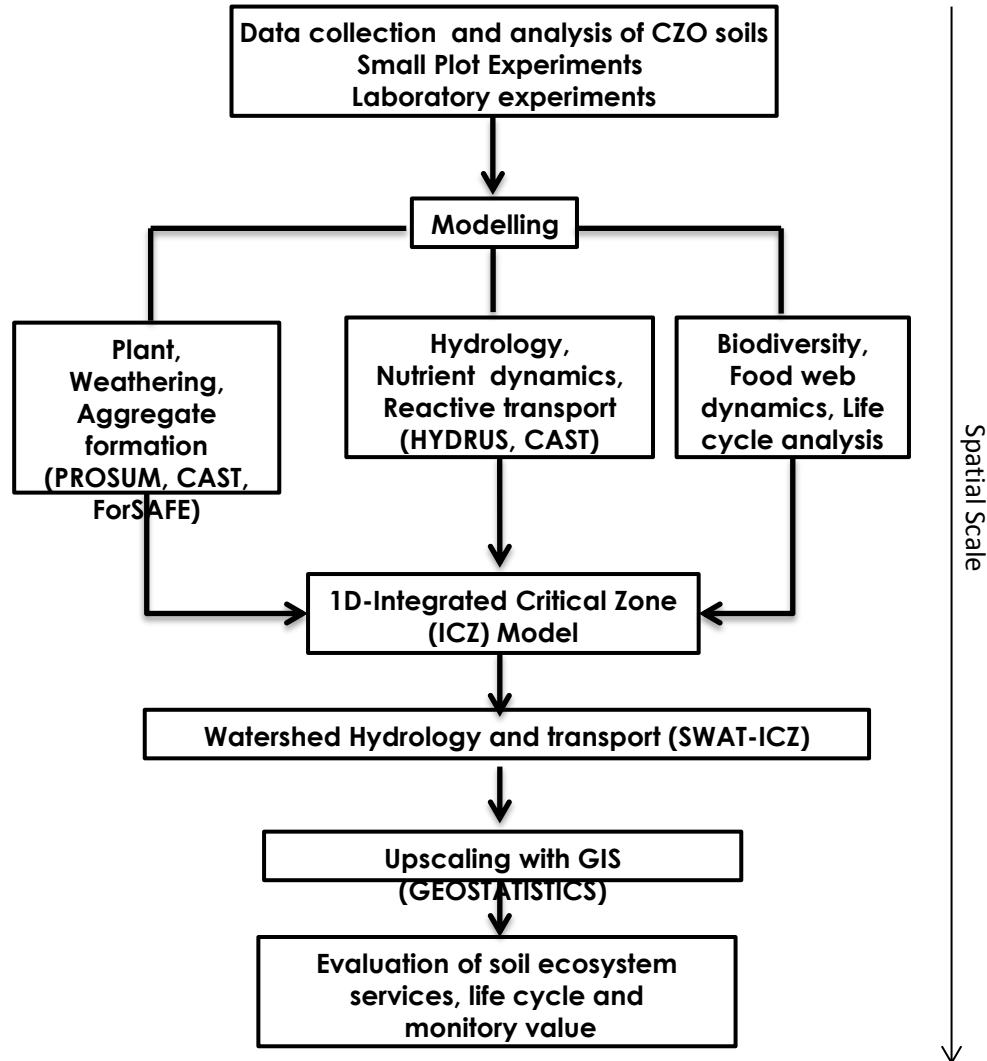 Data collection and analysis of CZO soils
Small Plot Experiments
Laboratory experiments
Modelling
Plant,
Weathering,
Aggregate
formation
(PROSUM, CAST,
ForSAFE)
Hydrology,
Nutrient dynamics,
Reactive transport
(HYDRUS, CAST)
Biodiversity,
Food web
dynamics, Life
cycle analysis
1D-Integrated Critical Zone
(ICZ) Model
Watershed Hydrology and transport (SWAT-ICZ)
Upscaling with GIS
(GEOSTATISTICS)
Evaluation of soil ecosystem
services, life cycle and
monitory value
Spatial Scale